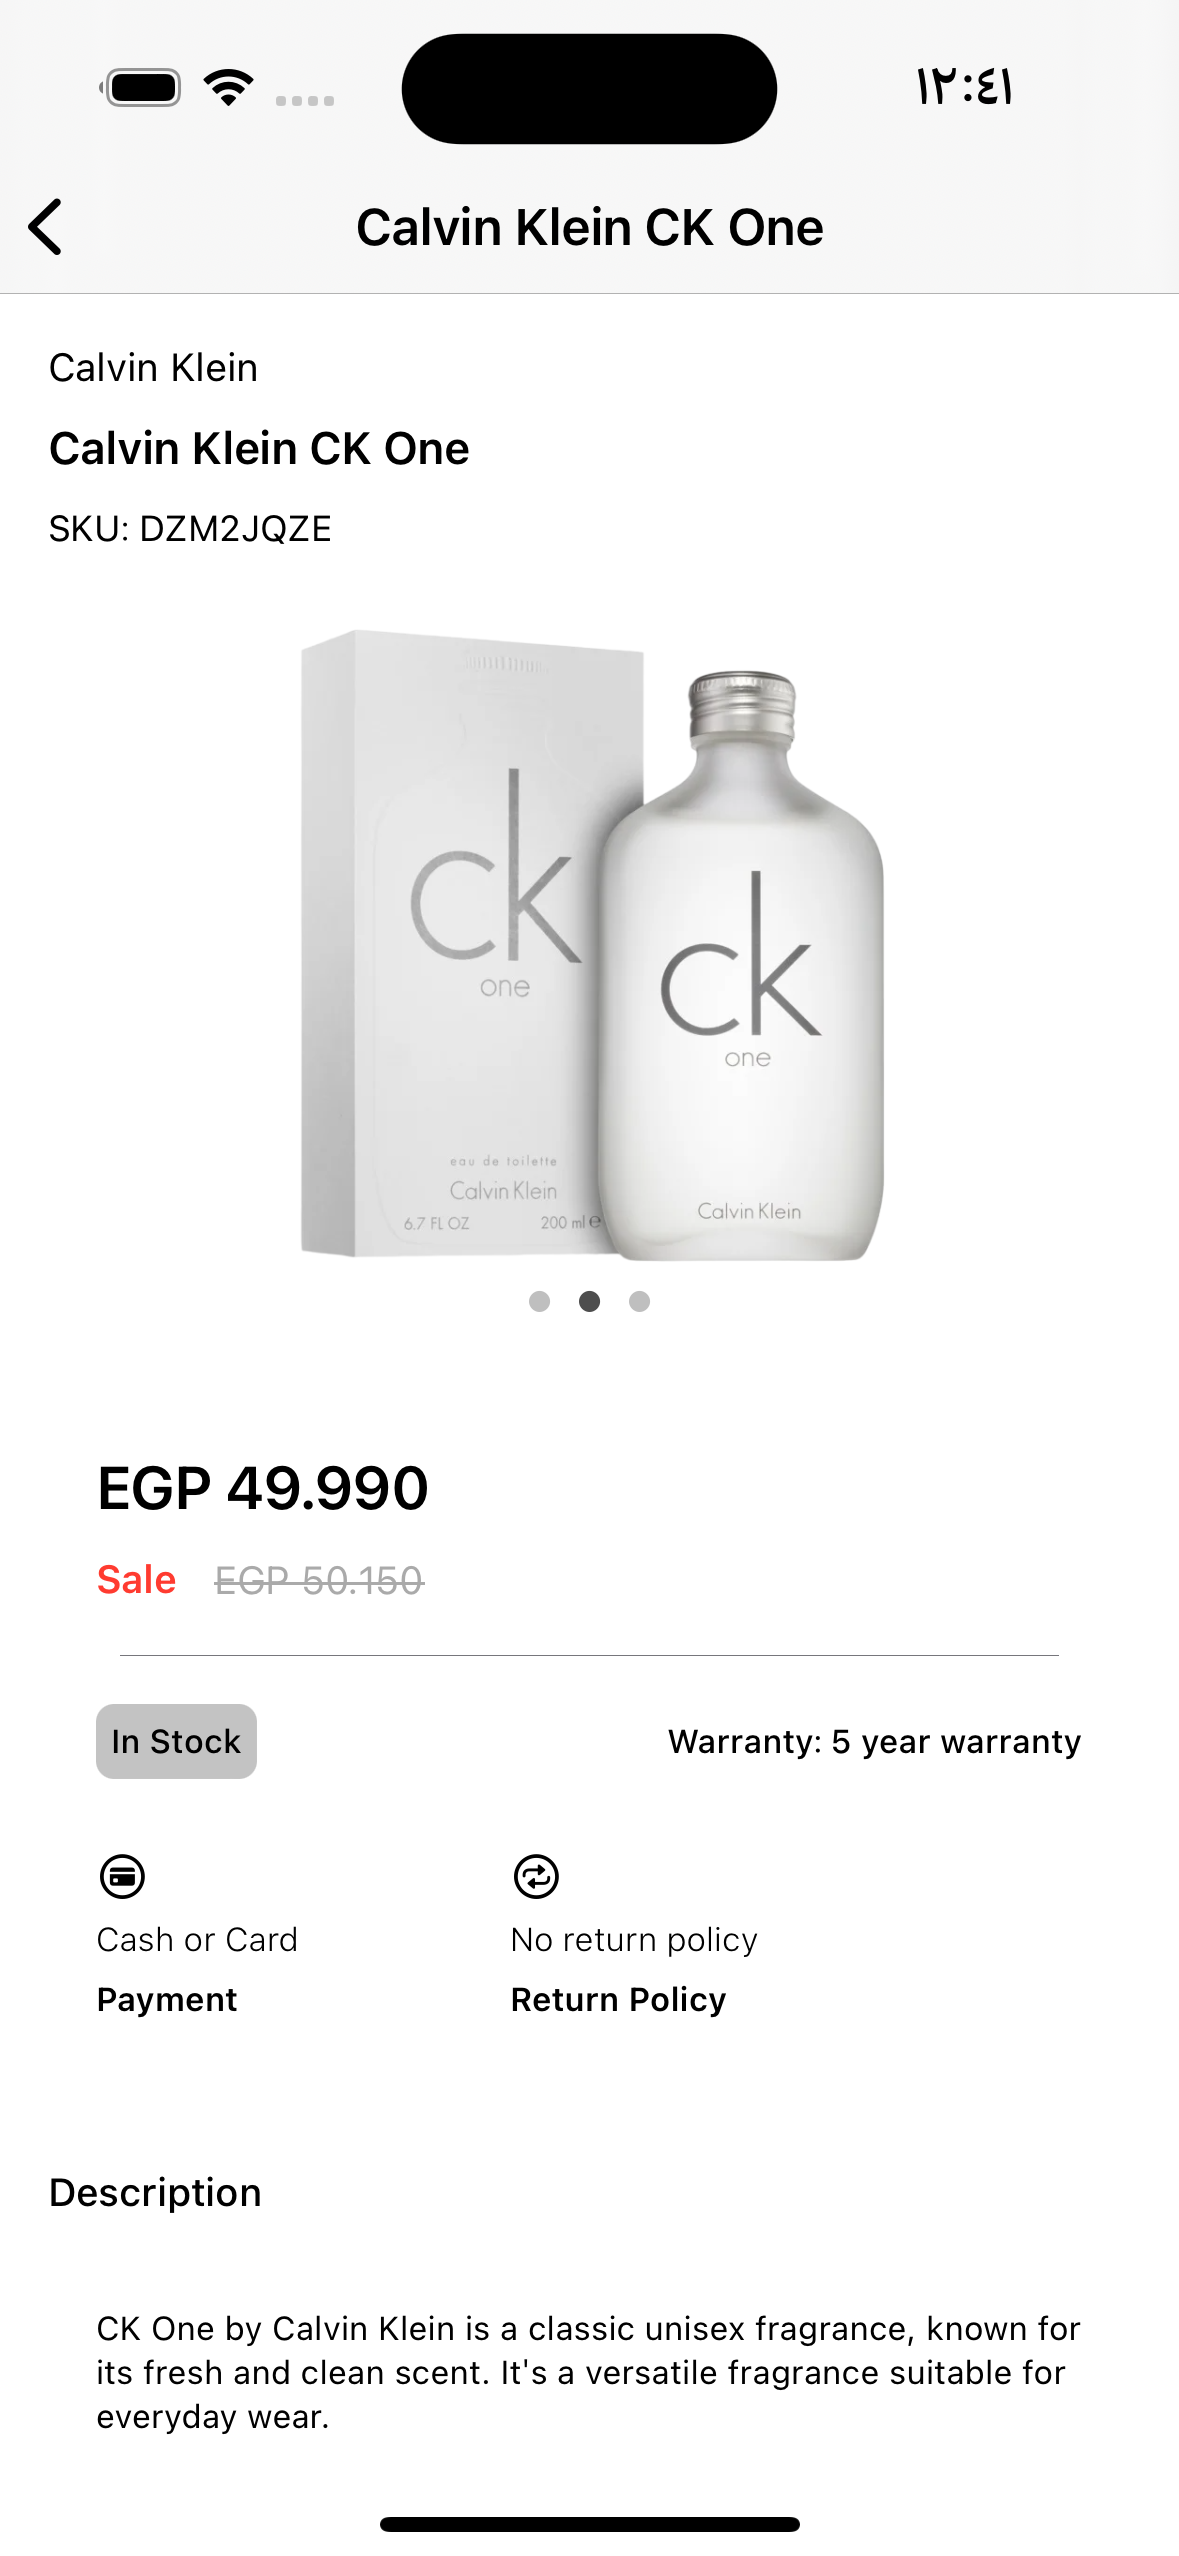 ١٢:٤١
Calvin Klein CK One
Calvin Klein
Calvin Klein CK One
SKU: DZM2JQZE
ck
one
eau de toilette
Calvin Klein
6.7 FL OZ 200 ml e
ck
one
Calvin Klein
EGP 49.990
Sale EGP 50.150
In Stock Warranty: 5 year warranty
Cash or Card No return policy
Payment Return Policy
Description
CK One by Calvin Klein is a classic unisex fragrance, known for
its fresh and clean scent. It's a versatile fragrance suitable for
everyday wear.